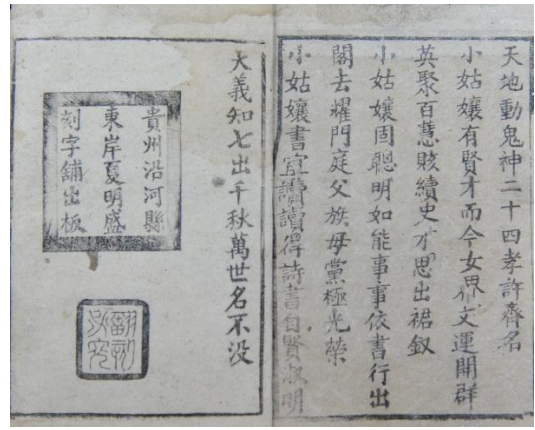 天地動鬼神二十四孝許齊名
小姑孃有賢才而今女界文運開群
英聚百慧賅續史才思出裙釵
小姑孃固聰明如能事事依書行出
閣去耀門庭父族母黨極光榮
小姑孃書宜讀讀得詩書自賢淑明
大義知七出千秋萬世名不没
貴州沿河縣
東岸夏明盛
刻字鋪出板
翻刻
必究